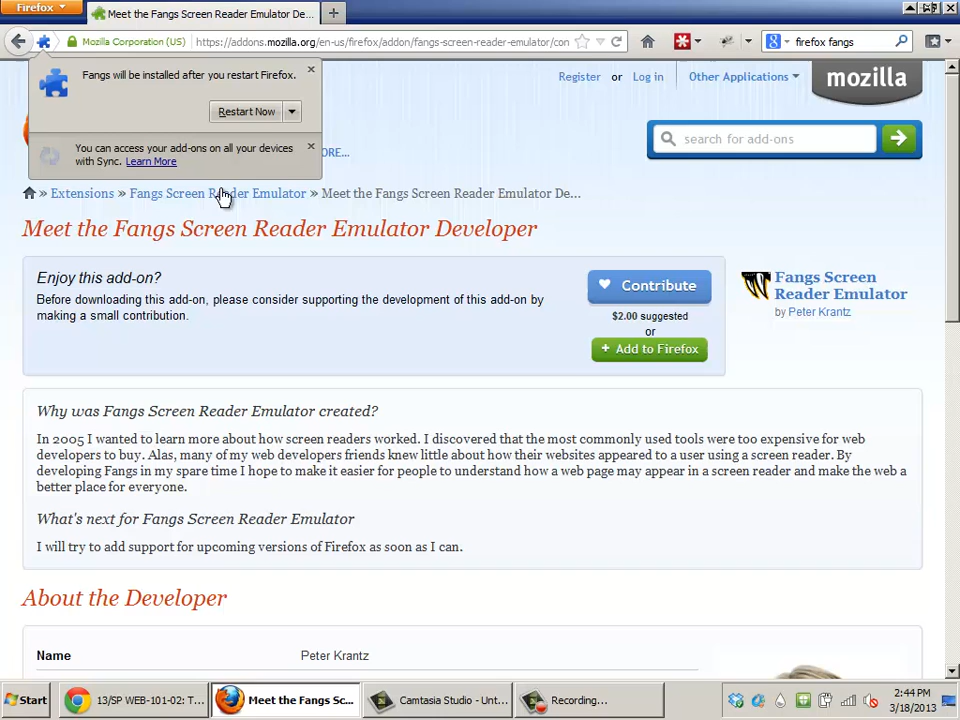 Firefox
Meet the Fangs Screen Reader Emulator De...
Mozilla Corporation (US)
https://addons.mozilla.org/en-us/firefox/addon/fangs-screen-reader-emulator/con
firefox fangs
Fangs will be installed after you restart Firefox.
Restart Now
You can access your add-ons on all your devices
with Sync. Learn More
ORE...
Register or Log in
Other Applications
mozilla
search for add-ons
» Extensions » Fangs Screen Reader Emulator » Meet the Fangs Screen Reader Emulator De...
Meet the Fangs Screen Reader Emulator Developer
Enjoy this add-on?
Before downloading this add-on, please consider supporting the development of this add-on by
making a small contribution.
Contribute
$2.00 suggested
or
+ Add to Firefox
Fangs Screen
Reader Emulator
by Peter Krantz
Why was Fangs Screen Reader Emulator created?
In 2005 I wanted to learn more about how screen readers worked. I discovered that the most commonly used tools were too expensive for web
developers to buy. Alas, many of my web developers friends knew little about how their websites appeared to a user using a screen reader. By
developing Fangs in my spare time I hope to make it easier for people to understand how a web page may appear in a screen reader and make the web a
better place for everyone.
What's next for Fangs Screen Reader Emulator
I will try to add support for upcoming versions of Firefox as soon as I can.
About the Developer
Name Peter Krantz
Start
13/SP WEB-101-02: T...
Meet the Fangs Sc...
Camtasia Studio - Unt...
Recording...
2:44 PM
3/18/2013